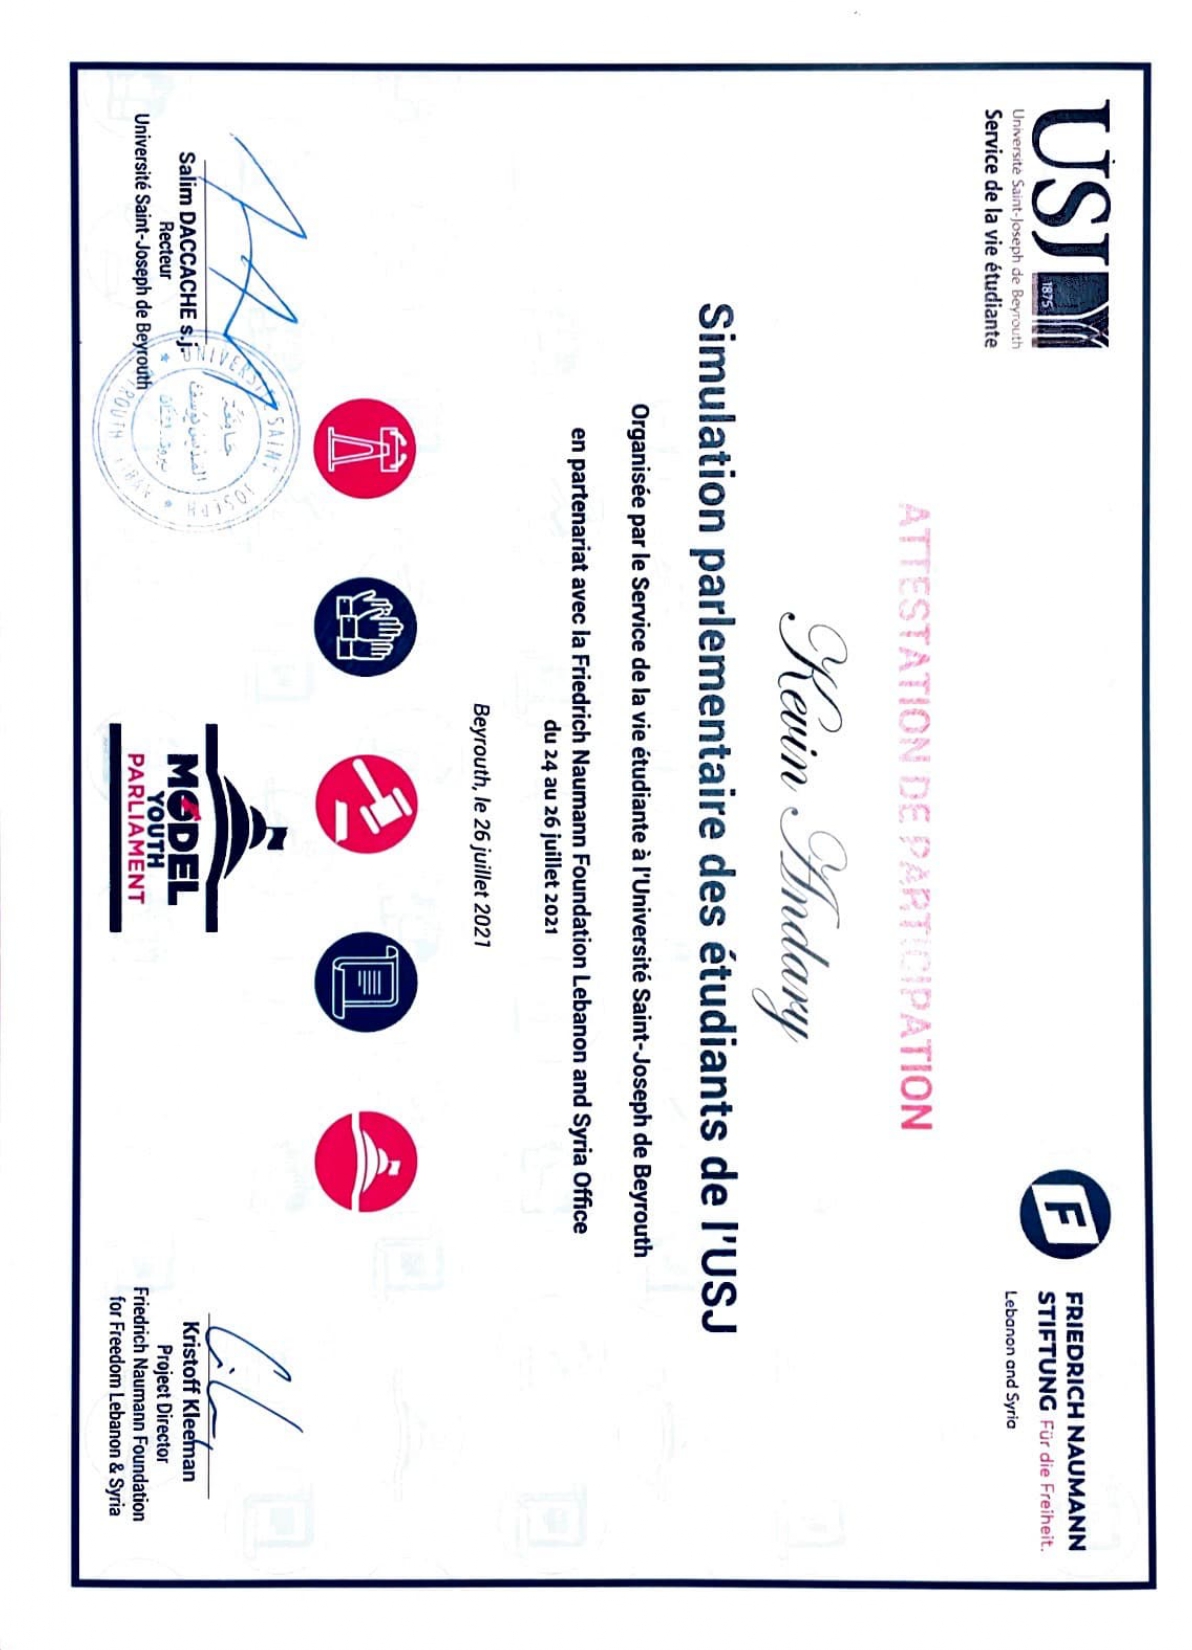 USJ
1875
Université Saint-Joseph de Beyrouth
Service de la vie étudiante
F
FRIEDRICH NAUMANN
STIFTUNG Für die Freiheit.
Lebanon and Syria
ATTESTATION DE PARTICIPATION
Kevin Andary
Simulation parlementaire des étudiants de l'USJ
Organisée par le Service de la vie étudiante à l'Université Saint-Joseph de Beyrouth
en partenariat avec la Friedrich Naumann Foundation Lebanon and Syria Office
du 24 au 26 juillet 2021
Beyrouth, le 26 juillet 2021
Salim DACCACHE s.j.
Recteur
Université Saint-Joseph de Beyrouth
UNIVERSITÉ SAINT JOSEPH
جامعة
القديس يوسف
BEYROUTH LIBAN
MODEL
YOUTH
PARLIAMENT
Kristoff Kleeman
Project Director
Friedrich Naumann Foundation
for Freedom Lebanon & Syria